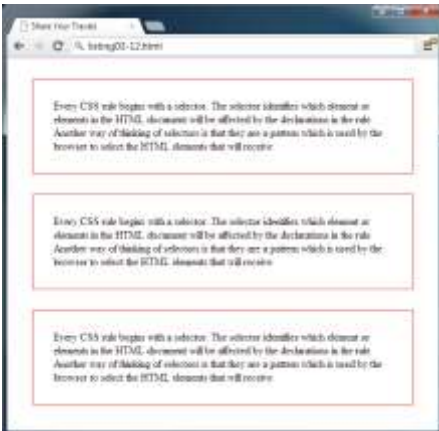 Share Your Travels
listing03-12.html
Every CSS rule begins with a selector. The selector identifies which element or
elements in the HTML document will be affected by the declarations in the rule.
Another way of thinking of selectors is that they are a pattern which is used by the
browser to select the HTML elements that will receive
Every CSS rule begins with a selector. The selector identifies which element or
elements in the HTML document will be affected by the declarations in the rule.
Another way of thinking of selectors is that they are a pattern which is used by the
browser to select the HTML elements that will receive
Every CSS rule begins with a selector. The selector identifies which element or
elements in the HTML document will be affected by the declarations in the rule.
Another way of thinking of selectors is that they are a pattern which is used by the
browser to select the HTML elements that will receive